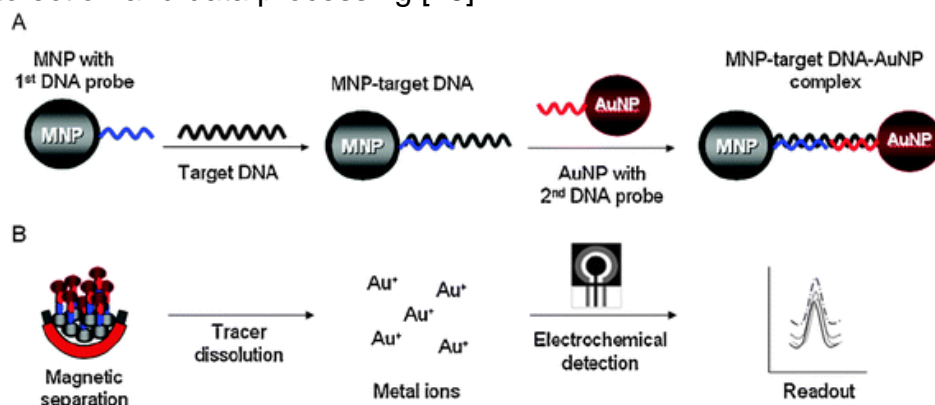 A
MNP with
1st DNA probe
MNP
Target DNA
MNP-target DNA
MNP
AuNP
AuNP with
2nd DNA probe
MNP-target DNA-AuNP
complex
MNP
AuNP
B
Magnetic
separation
Tracer
dissolution
Au+
Au+
Au+
Au+
Au+
Metal ions
Electrochemical
detection
Readout